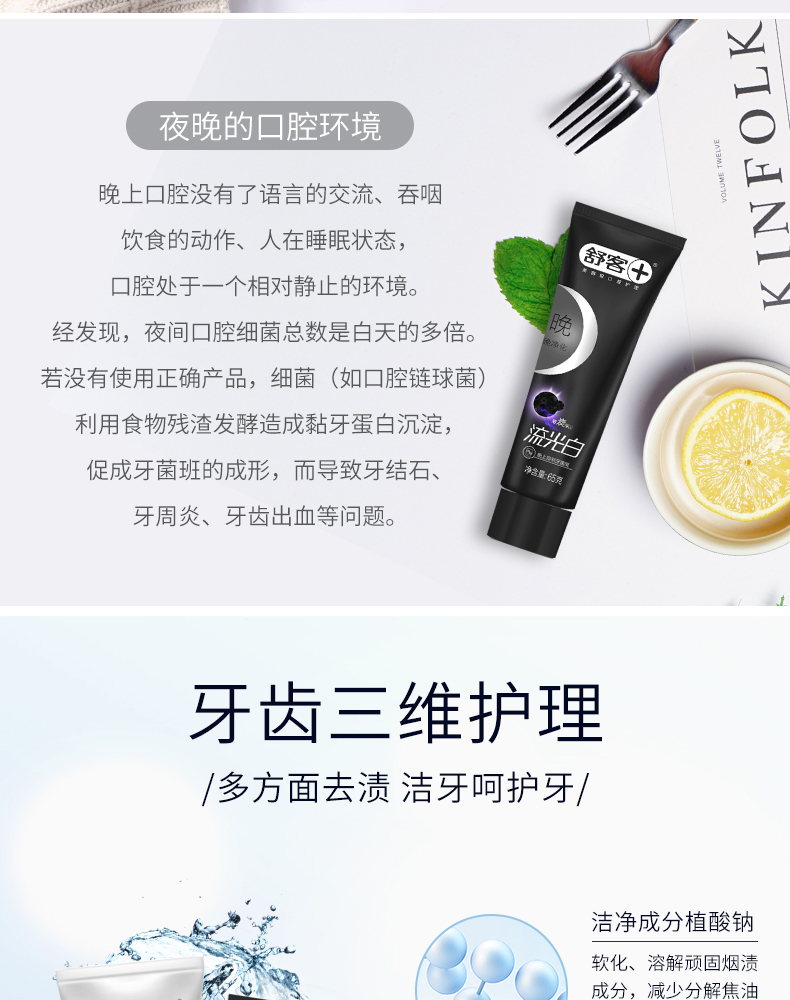 夜晚的口腔环境
晚上口腔没有了语言的交流、吞咽
饮食的动作、人在睡眠状态，
口腔处于一个相对静止的环境。
经发现，夜间口腔细菌总数是白天的多倍。
若没有使用正确产品，细菌（如口腔链球菌）
利用食物残渣发酵造成黏牙蛋白沉淀，
促成牙菌班的成形，而导致牙结石、
牙周炎、牙齿出血等问题。
KINFOLK
VOLUME TWELVE
舒客
晚
晚净化
流光白
净含量:65克
牙齿三维护理
/多方面去渍 洁牙呵护牙/
洁净成分植酸钠
软化、溶解顽固烟渍
成分，减少分解焦油